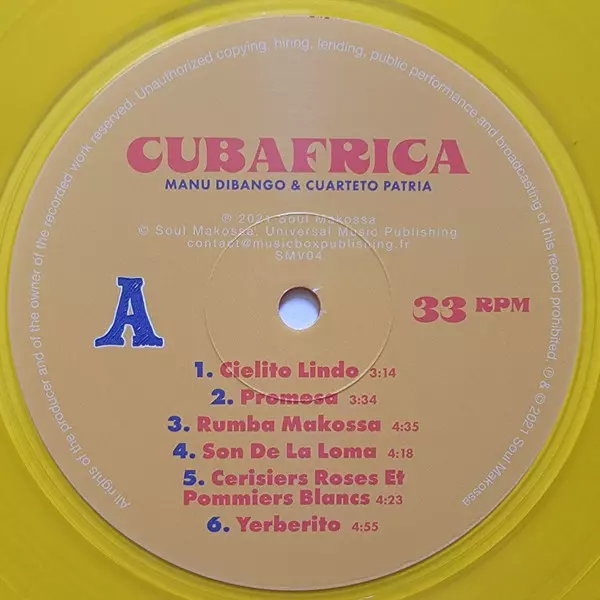 CUBAFRICA
MANU DIBANGO & CUARTETO PATRIA
℗ 2021 Soul Makossa
© Soul Makossa, Universal Music Publishing
contact@musicboxpublishing.fr
SMV04
A
33 RPM
1. Cielito Lindo 3:14
2. Promosa 3:34
3. Rumba Makossa 4:35
4. Son De La Loma 4:18
5. Cerisiers Roses Et
Pommiers Blancs 4:23
6. Yerberito 4:55
All rights of the producer and of the owner of the recorded work reserved. Unauthorized copying, hiring, lending, public performance and broadcasting of this record prohibited. ℗ & © 2021 Soul Makossa